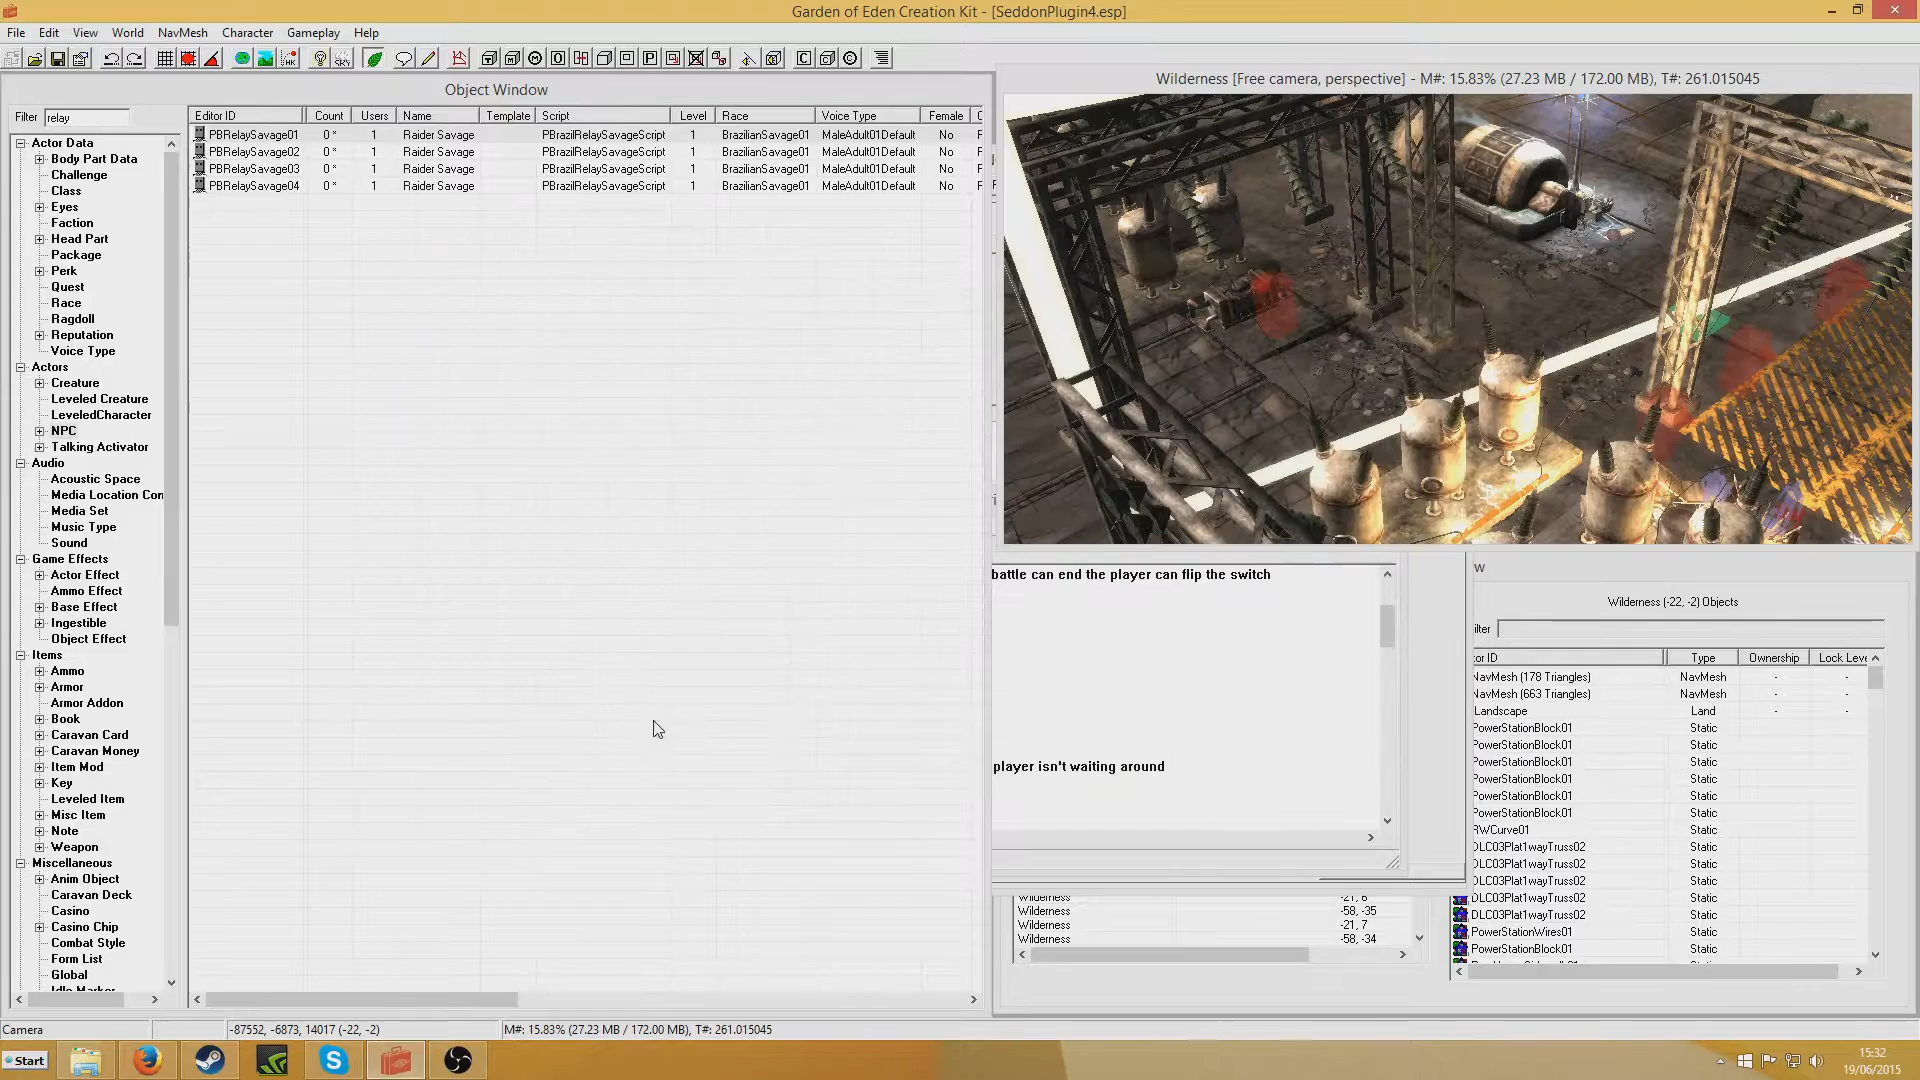 Garden of Eden Creation Kit - [SeddonPlugin4.esp]
File Edit View World NavMesh Character Gameplay Help
Object Window
Filter relay
Editor ID Count Users Name Template Script Level Race Voice Type Female
PBRelaySavage01 0 * 1 Raider Savage PBrazilRelaySavageScript 1 BrazilianSavage01 MaleAdult01Default No
PBRelaySavage02 0 * 1 Raider Savage PBrazilRelaySavageScript 1 BrazilianSavage01 MaleAdult01Default No
PBRelaySavage03 0 * 1 Raider Savage PBrazilRelaySavageScript 1 BrazilianSavage01 MaleAdult01Default No
PBRelaySavage04 0 * 1 Raider Savage PBrazilRelaySavageScript 1 BrazilianSavage01 MaleAdult01Default No
Actor Data
Body Part Data
Challenge
Class
Eyes
Faction
Head Part
Package
Perk
Quest
Race
Ragdoll
Reputation
Voice Type
Actors
Creature
Leveled Creature
LeveledCharacter
NPC
Talking Activator
Audio
Acoustic Space
Media Location Con
Media Set
Music Type
Sound
Game Effects
Actor Effect
Ammo Effect
Base Effect
Ingestible
Object Effect
Items
Ammo
Armor
Armor Addon
Book
Caravan Card
Caravan Money
Item Mod
Key
Leveled Item
Misc Item
Note
Weapon
Miscellaneous
Anim Object
Caravan Deck
Casino
Casino Chip
Combat Style
Form List
Global
Idle Marker
Wilderness [Free camera, perspective] - M#: 15.83% (27.23 MB / 172.00 MB), T#: 261.015045
battle can end the player can flip the switch
player isn't waiting around
Wilderness -21, 6
Wilderness -58, -35
Wilderness -21, 7
Wilderness -58, -34
w
Wilderness (-22, -2) Objects
ilter
or ID Type Ownership Lock Leve
NavMesh (178 Triangles) NavMesh - -
NavMesh (663 Triangles) NavMesh - -
Landscape Land - -
PowerStationBlock01 Static
PowerStationBlock01 Static
PowerStationBlock01 Static
PowerStationBlock01 Static
PowerStationBlock01 Static
PowerStationBlock01 Static
RWCurve01 Static
DLC03Plat1wayTruss02 Static
DLC03Plat1wayTruss02 Static
DLC03Plat1wayTruss02 Static
DLC03Plat1wayTruss02 Static
DLC03Plat1wayTruss02 Static
PowerStationWires01 Static
PowerStationBlock01 Static
Camera -87552, -6873, 14017 (-22, -2) M#: 15.83% (27.23 MB / 172.00 MB), T#: 261.015045
Start
15:32
19/06/2015